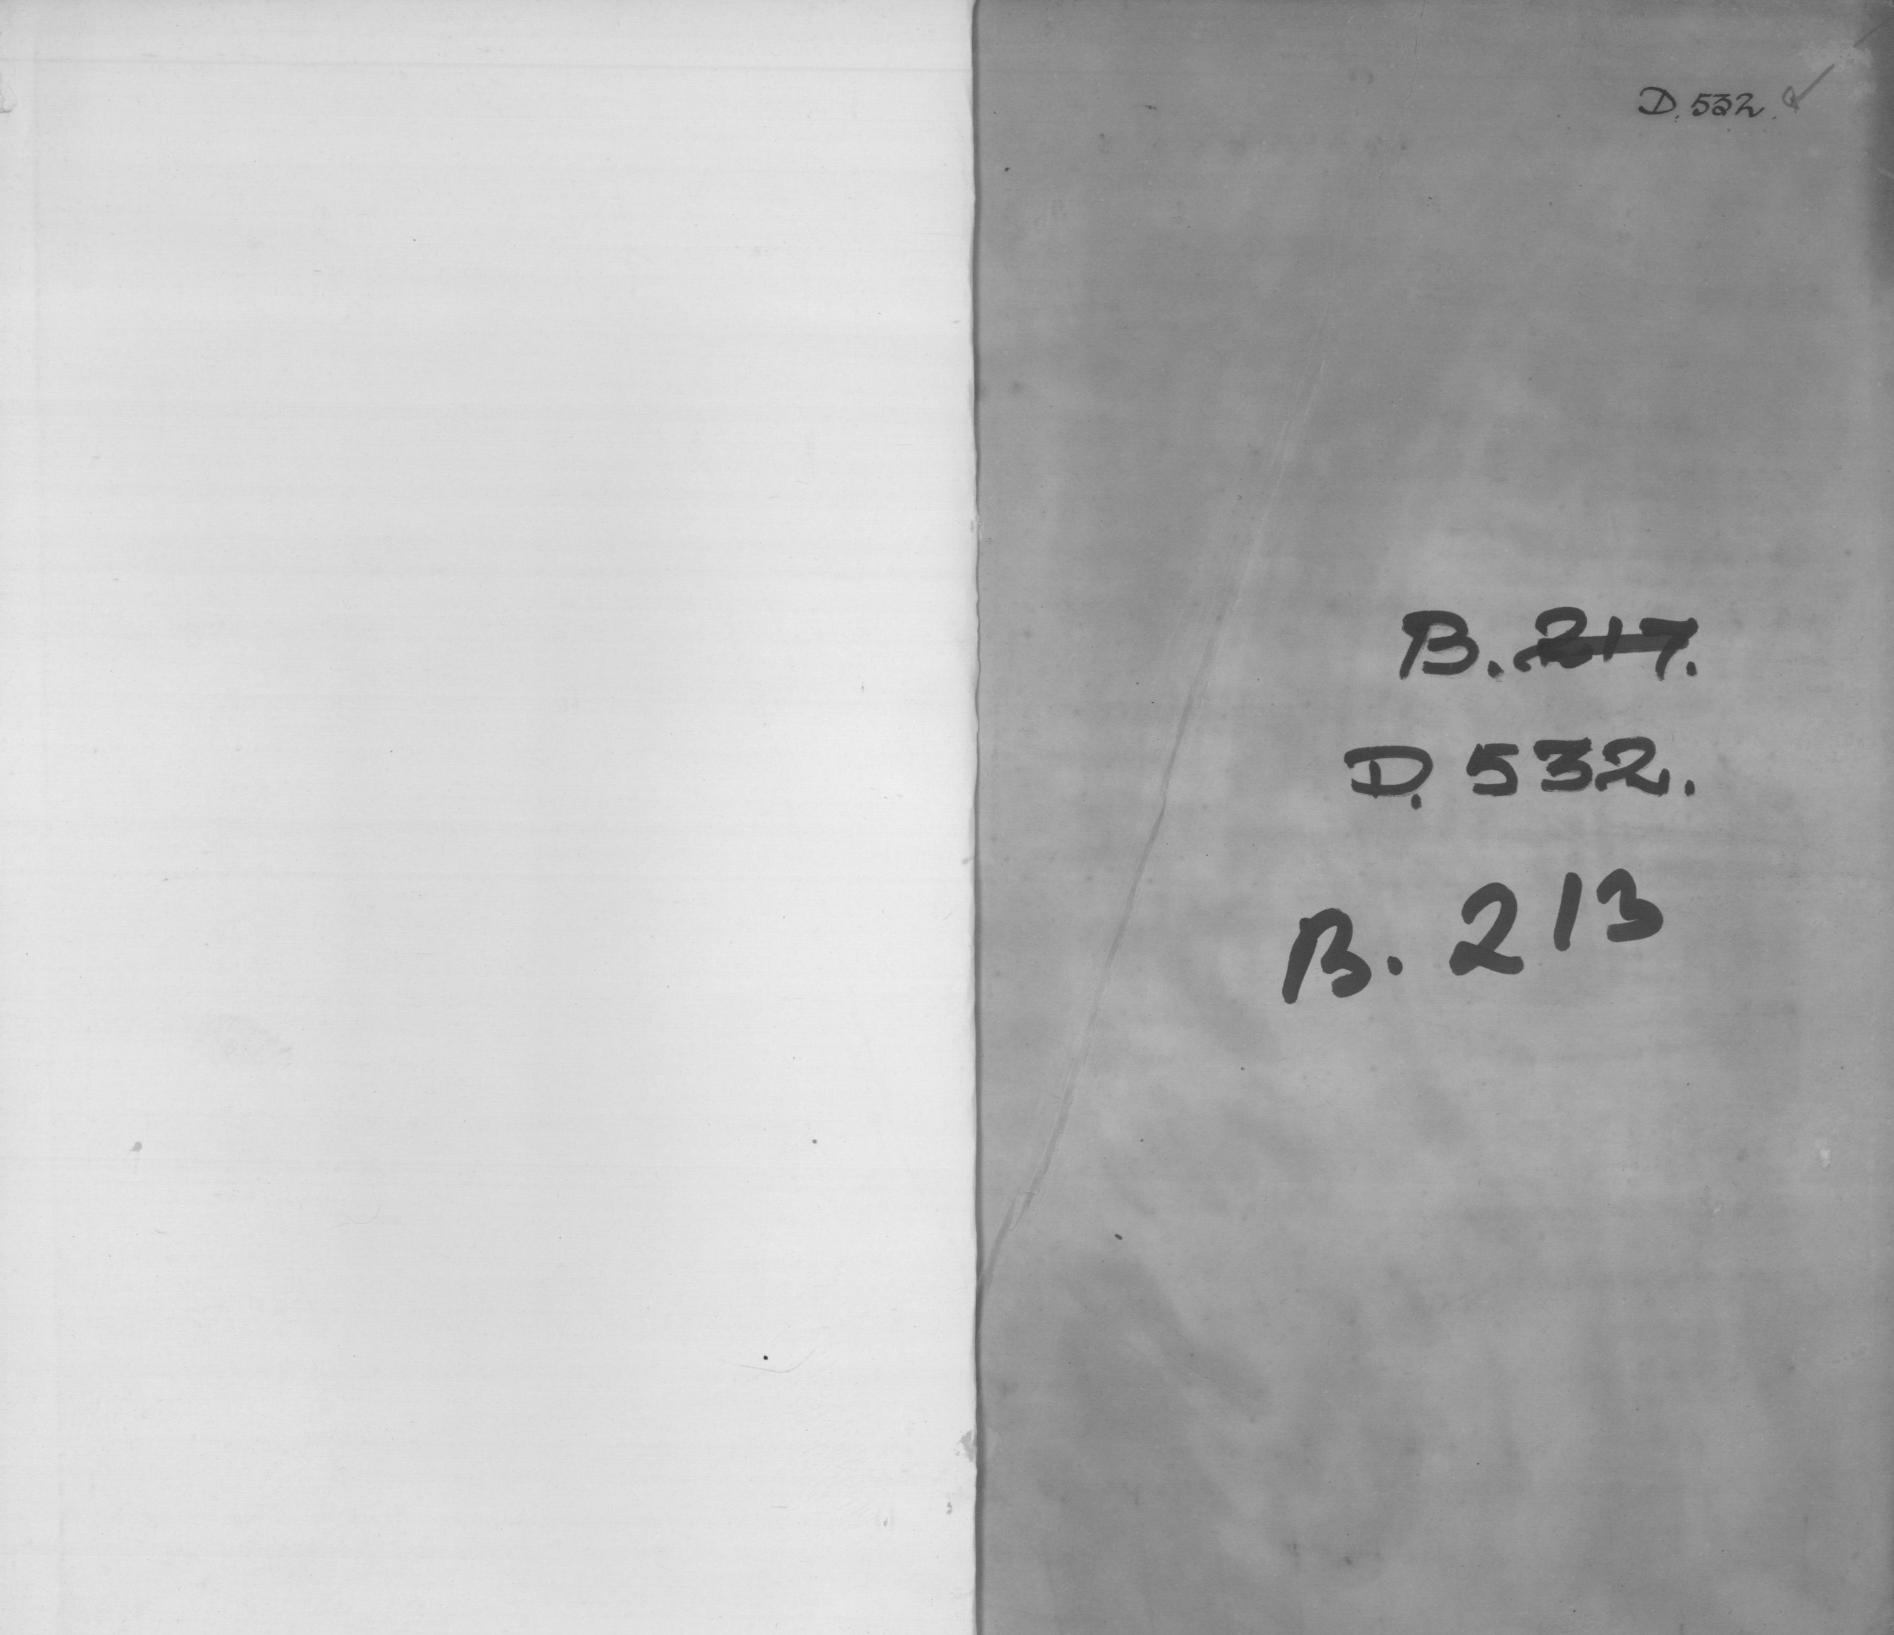 D. 532.
B. 217.
D. 532.
B. 213